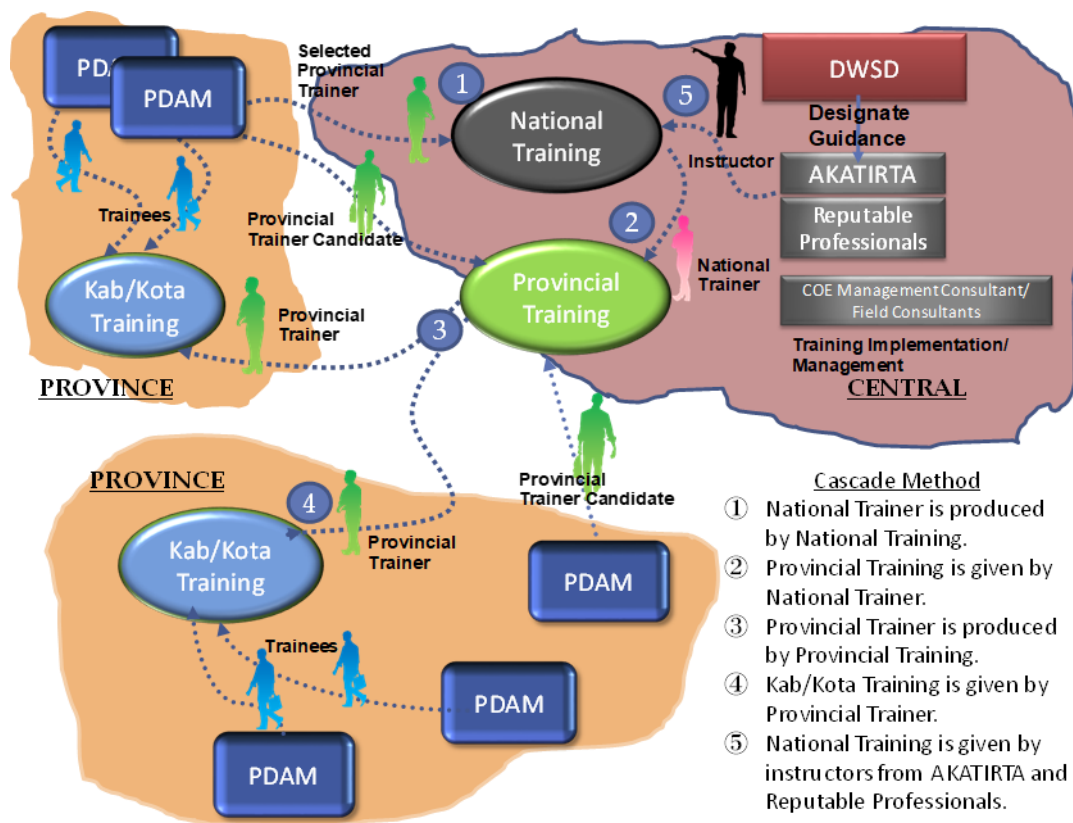 PDAM
PDAM
Selected
Provincial
Trainer
1
National
Training
5
DWSD
Designate
Guidance
Instructor
AKATIRTA
Reputable
Professionals
Trainees
Provincial
Trainer Candidate
2
National
Trainer
Kab/Kota
Training
Provincial
Trainer
Provincial
Training
3
COE Management Consultant/
Field Consultants
Training Implementation/
Management
PROVINCE
CENTRAL
PROVINCE
4
Kab/Kota
Training
Provincial
Trainer
Provincial
Trainer Candidate
PDAM
Trainees
PDAM
PDAM
Cascade Method
① National Trainer is produced
by National Training.
② Provincial Training is given by
National Trainer.
③ Provincial Trainer is produced
by Provincial Training.
④ Kab/Kota Training is given by
Provincial Trainer.
⑤ National Training is given by
instructors from AKATIRTA and
Reputable Professionals.